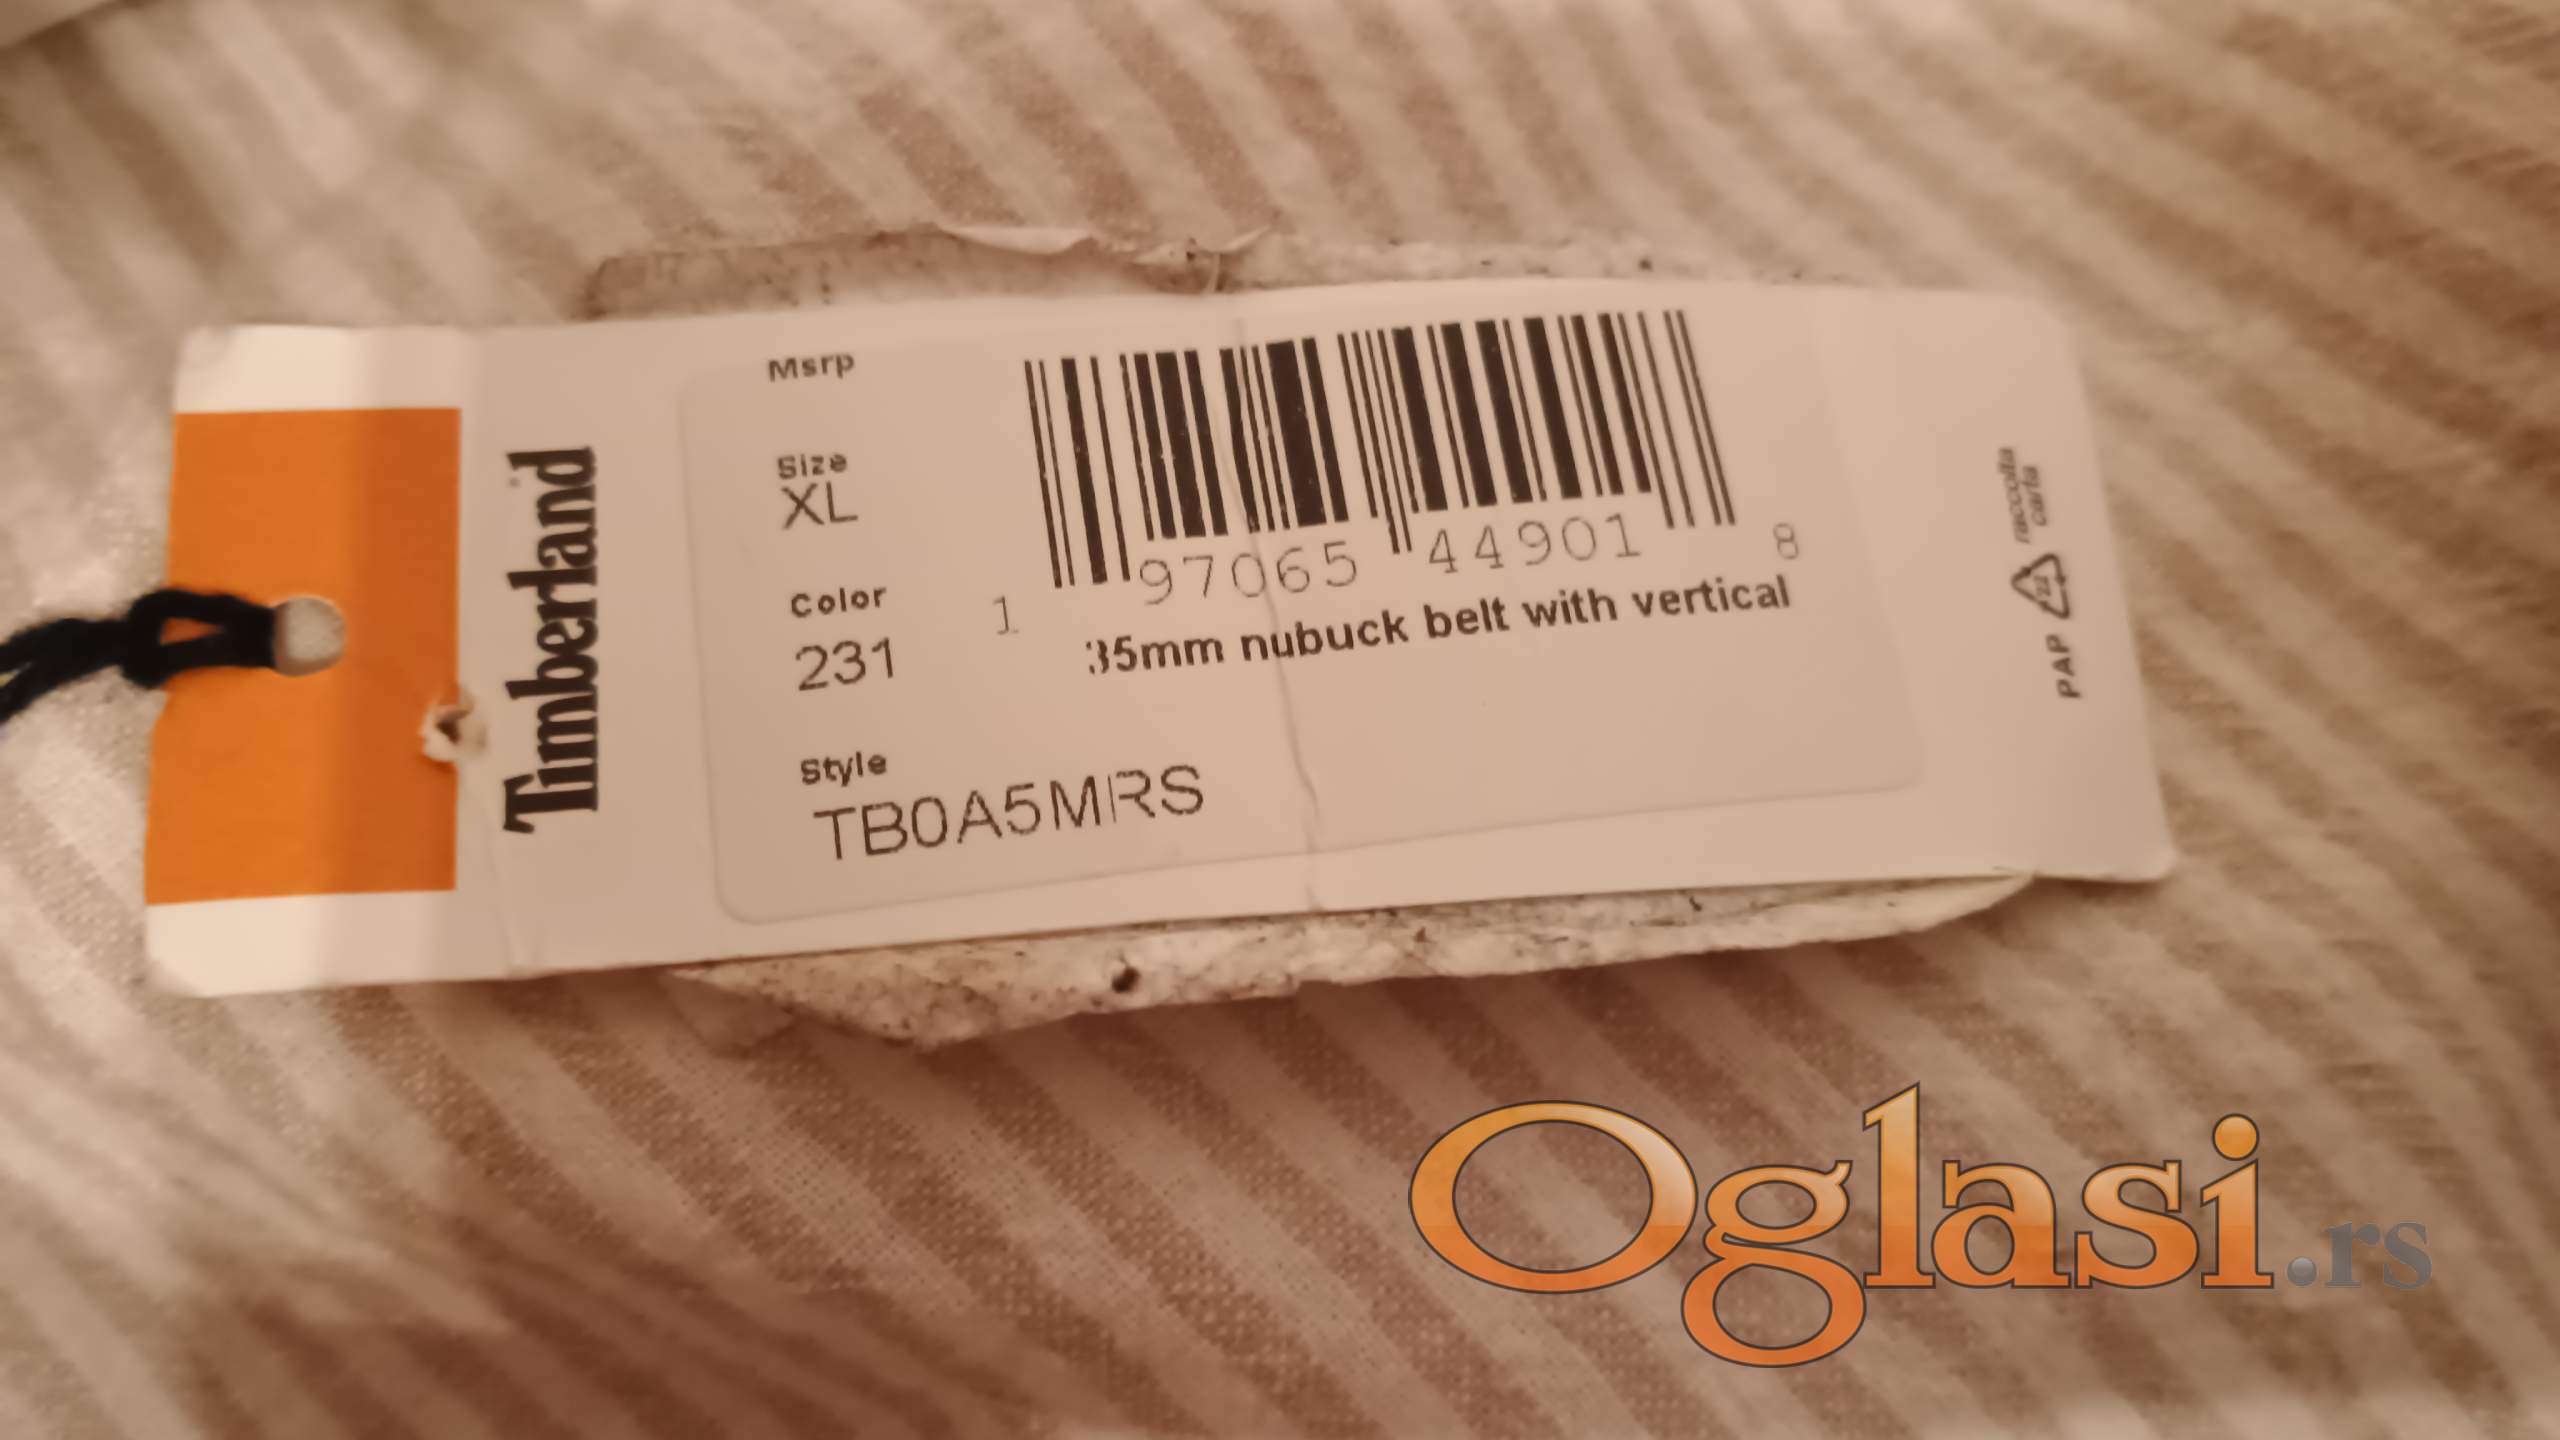 Timberland
Msrp
Size
XL
Color
231
Style
TB0A5MRS
1 97065 44901 8
35mm nubuck belt with vertical
raccolta
carta
22
PAP
Oglasi.rs